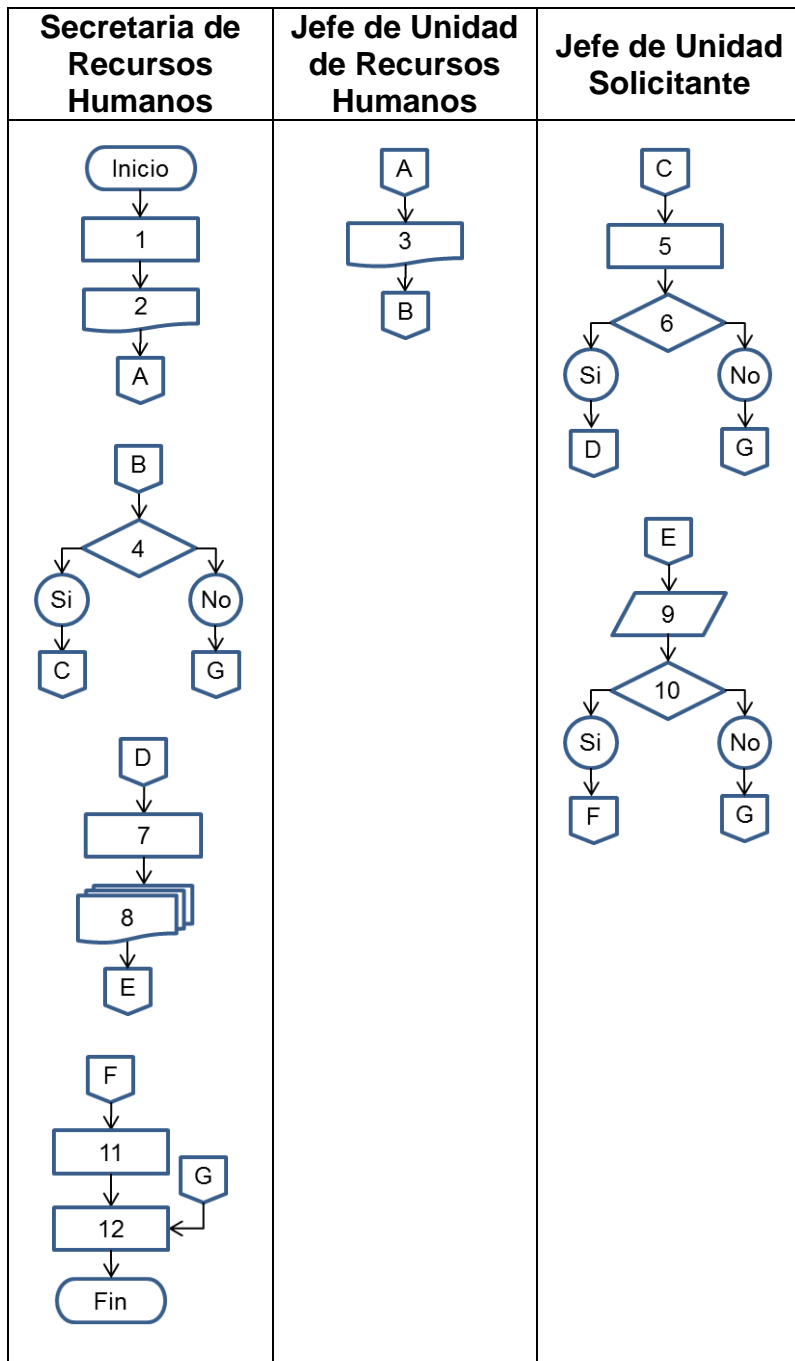 Secretaria de
Recursos
Humanos
Jefe de Unidad
de Recursos
Humanos
Jefe de Unidad
Solicitante
Inicio
1
2
A
B
4
Si
No
C
G
D
7
8
E
F
11
G
12
Fin
A
3
B
C
5
6
Si
No
D
G
E
9
10
Si
No
F
G